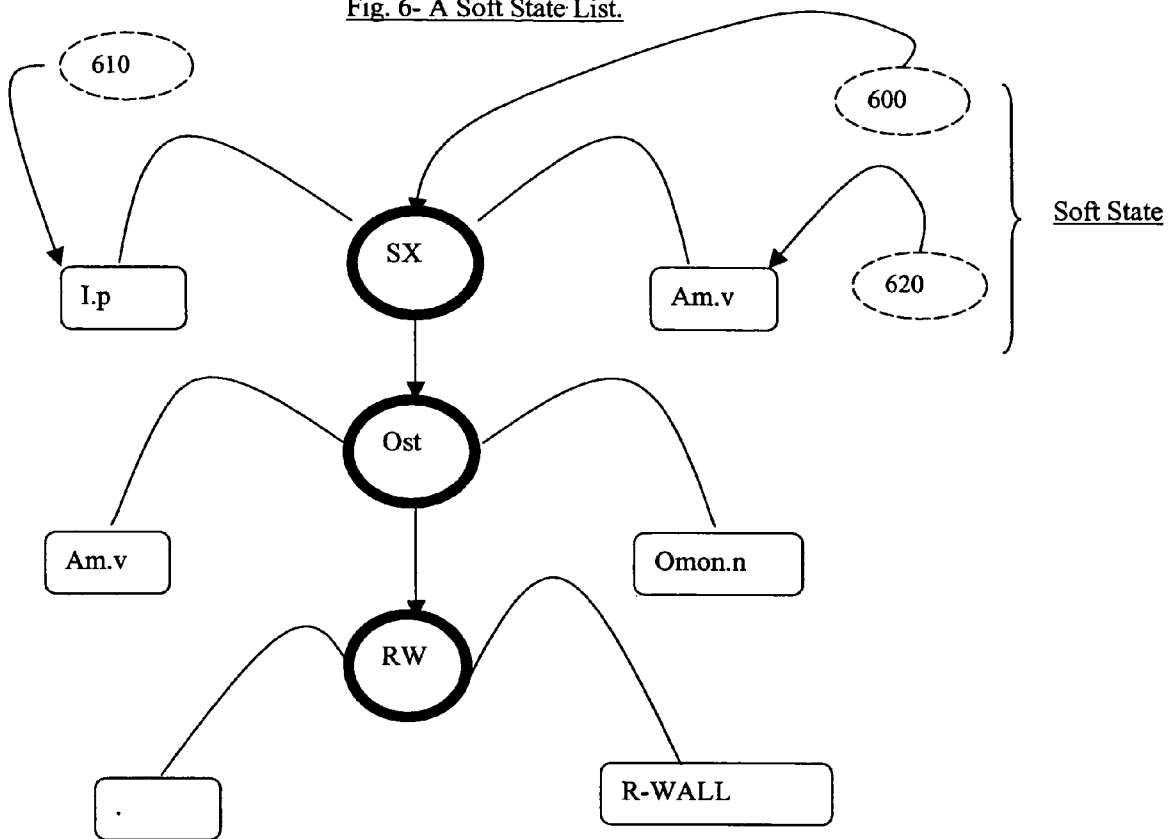 Fig. 6- A Soft State List.
610
600
SX
Soft State
I.p
Am.v
620
Ost
Am.v
Omon.n
RW
.
R-WALL